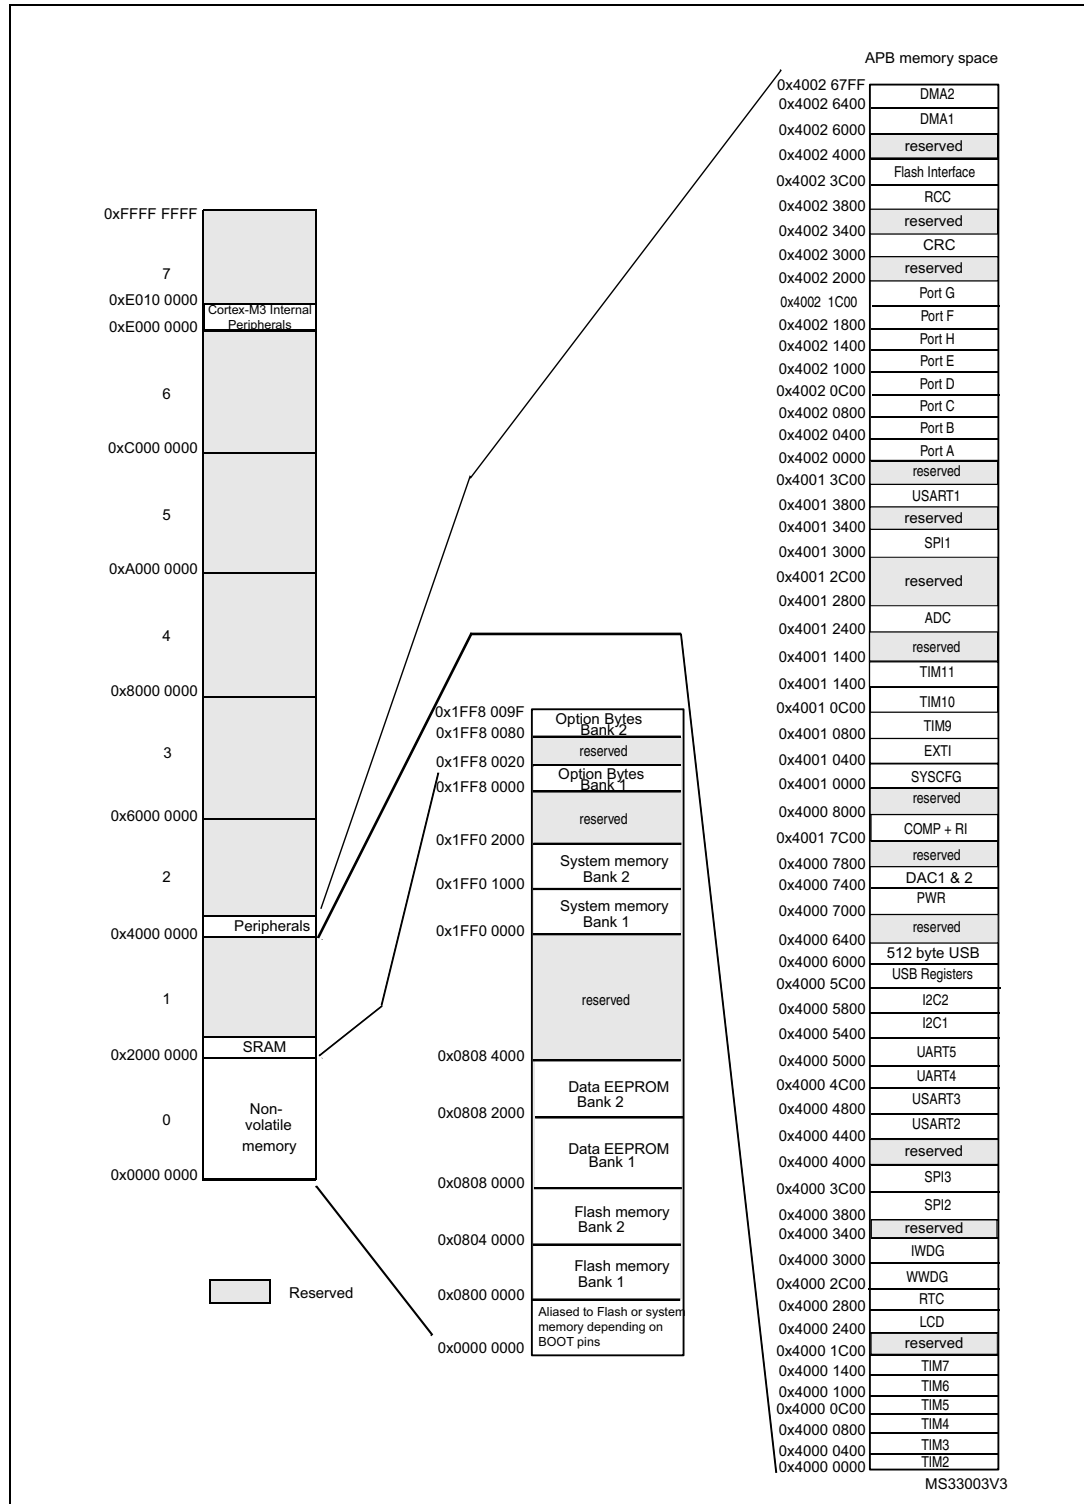 0xFFFF FFFF
7
0xE010 0000
Cortex-M3 Internal
Peripherals
0xE000 0000
6
0xC000 0000
5
0xA000 0000
4
0x8000 0000
3
0x6000 0000
2
Peripherals
0x4000 0000
1
SRAM
0x2000 0000
Non-
volatile
memory
0
0x0000 0000
Reserved
0x1FF8 009F
Option Bytes
Bank 2
0x1FF8 0080
reserved
0x1FF8 0020
Option Bytes
Bank 1
0x1FF8 0000
reserved
0x1FF0 2000
System memory
Bank 2
0x1FF0 1000
System memory
Bank 1
0x1FF0 0000
reserved
0x0808 4000
Data EEPROM
Bank 2
0x0808 2000
Data EEPROM
Bank 1
0x0808 0000
Flash memory
Bank 2
0x0804 0000
Flash memory
Bank 1
0x0800 0000
Aliased to Flash or system
memory depending on
BOOT pins
0x0000 0000
APB memory space
0x4002 67FF
DMA2
0x4002 6400
DMA1
0x4002 6000
reserved
0x4002 4000
Flash Interface
0x4002 3C00
RCC
0x4002 3800
reserved
0x4002 3400
CRC
0x4002 3000
reserved
0x4002 2000
Port G
0x4002 1C00
Port F
0x4002 1800
Port H
0x4002 1400
Port E
0x4002 1000
Port D
0x4002 0C00
Port C
0x4002 0800
Port B
0x4002 0400
Port A
0x4002 0000
reserved
0x4001 3C00
USART1
0x4001 3800
reserved
0x4001 3400
SPI1
0x4001 3000
0x4001 2C00
reserved
0x4001 2800
ADC
0x4001 2400
reserved
0x4001 1400
TIM11
0x4001 1400
TIM10
0x4001 0C00
TIM9
0x4001 0800
EXTI
0x4001 0400
SYSCFG
0x4001 0000
reserved
0x4000 8000
COMP + RI
0x4001 7C00
reserved
0x4000 7800
DAC1 & 2
0x4000 7400
PWR
0x4000 7000
reserved
0x4000 6400
512 byte USB
0x4000 6000
USB Registers
0x4000 5C00
I2C2
0x4000 5800
I2C1
0x4000 5400
UART5
0x4000 5000
UART4
0x4000 4C00
USART3
0x4000 4800
USART2
0x4000 4400
reserved
0x4000 4000
SPI3
0x4000 3C00
SPI2
0x4000 3800
reserved
0x4000 3400
IWDG
0x4000 3000
WWDG
0x4000 2C00
RTC
0x4000 2800
LCD
0x4000 2400
reserved
0x4000 1C00
TIM7
0x4000 1400
TIM6
0x4000 1000
TIM5
0x4000 0C00
TIM4
0x4000 0800
TIM3
0x4000 0400
TIM2
0x4000 0000
MS33003V3